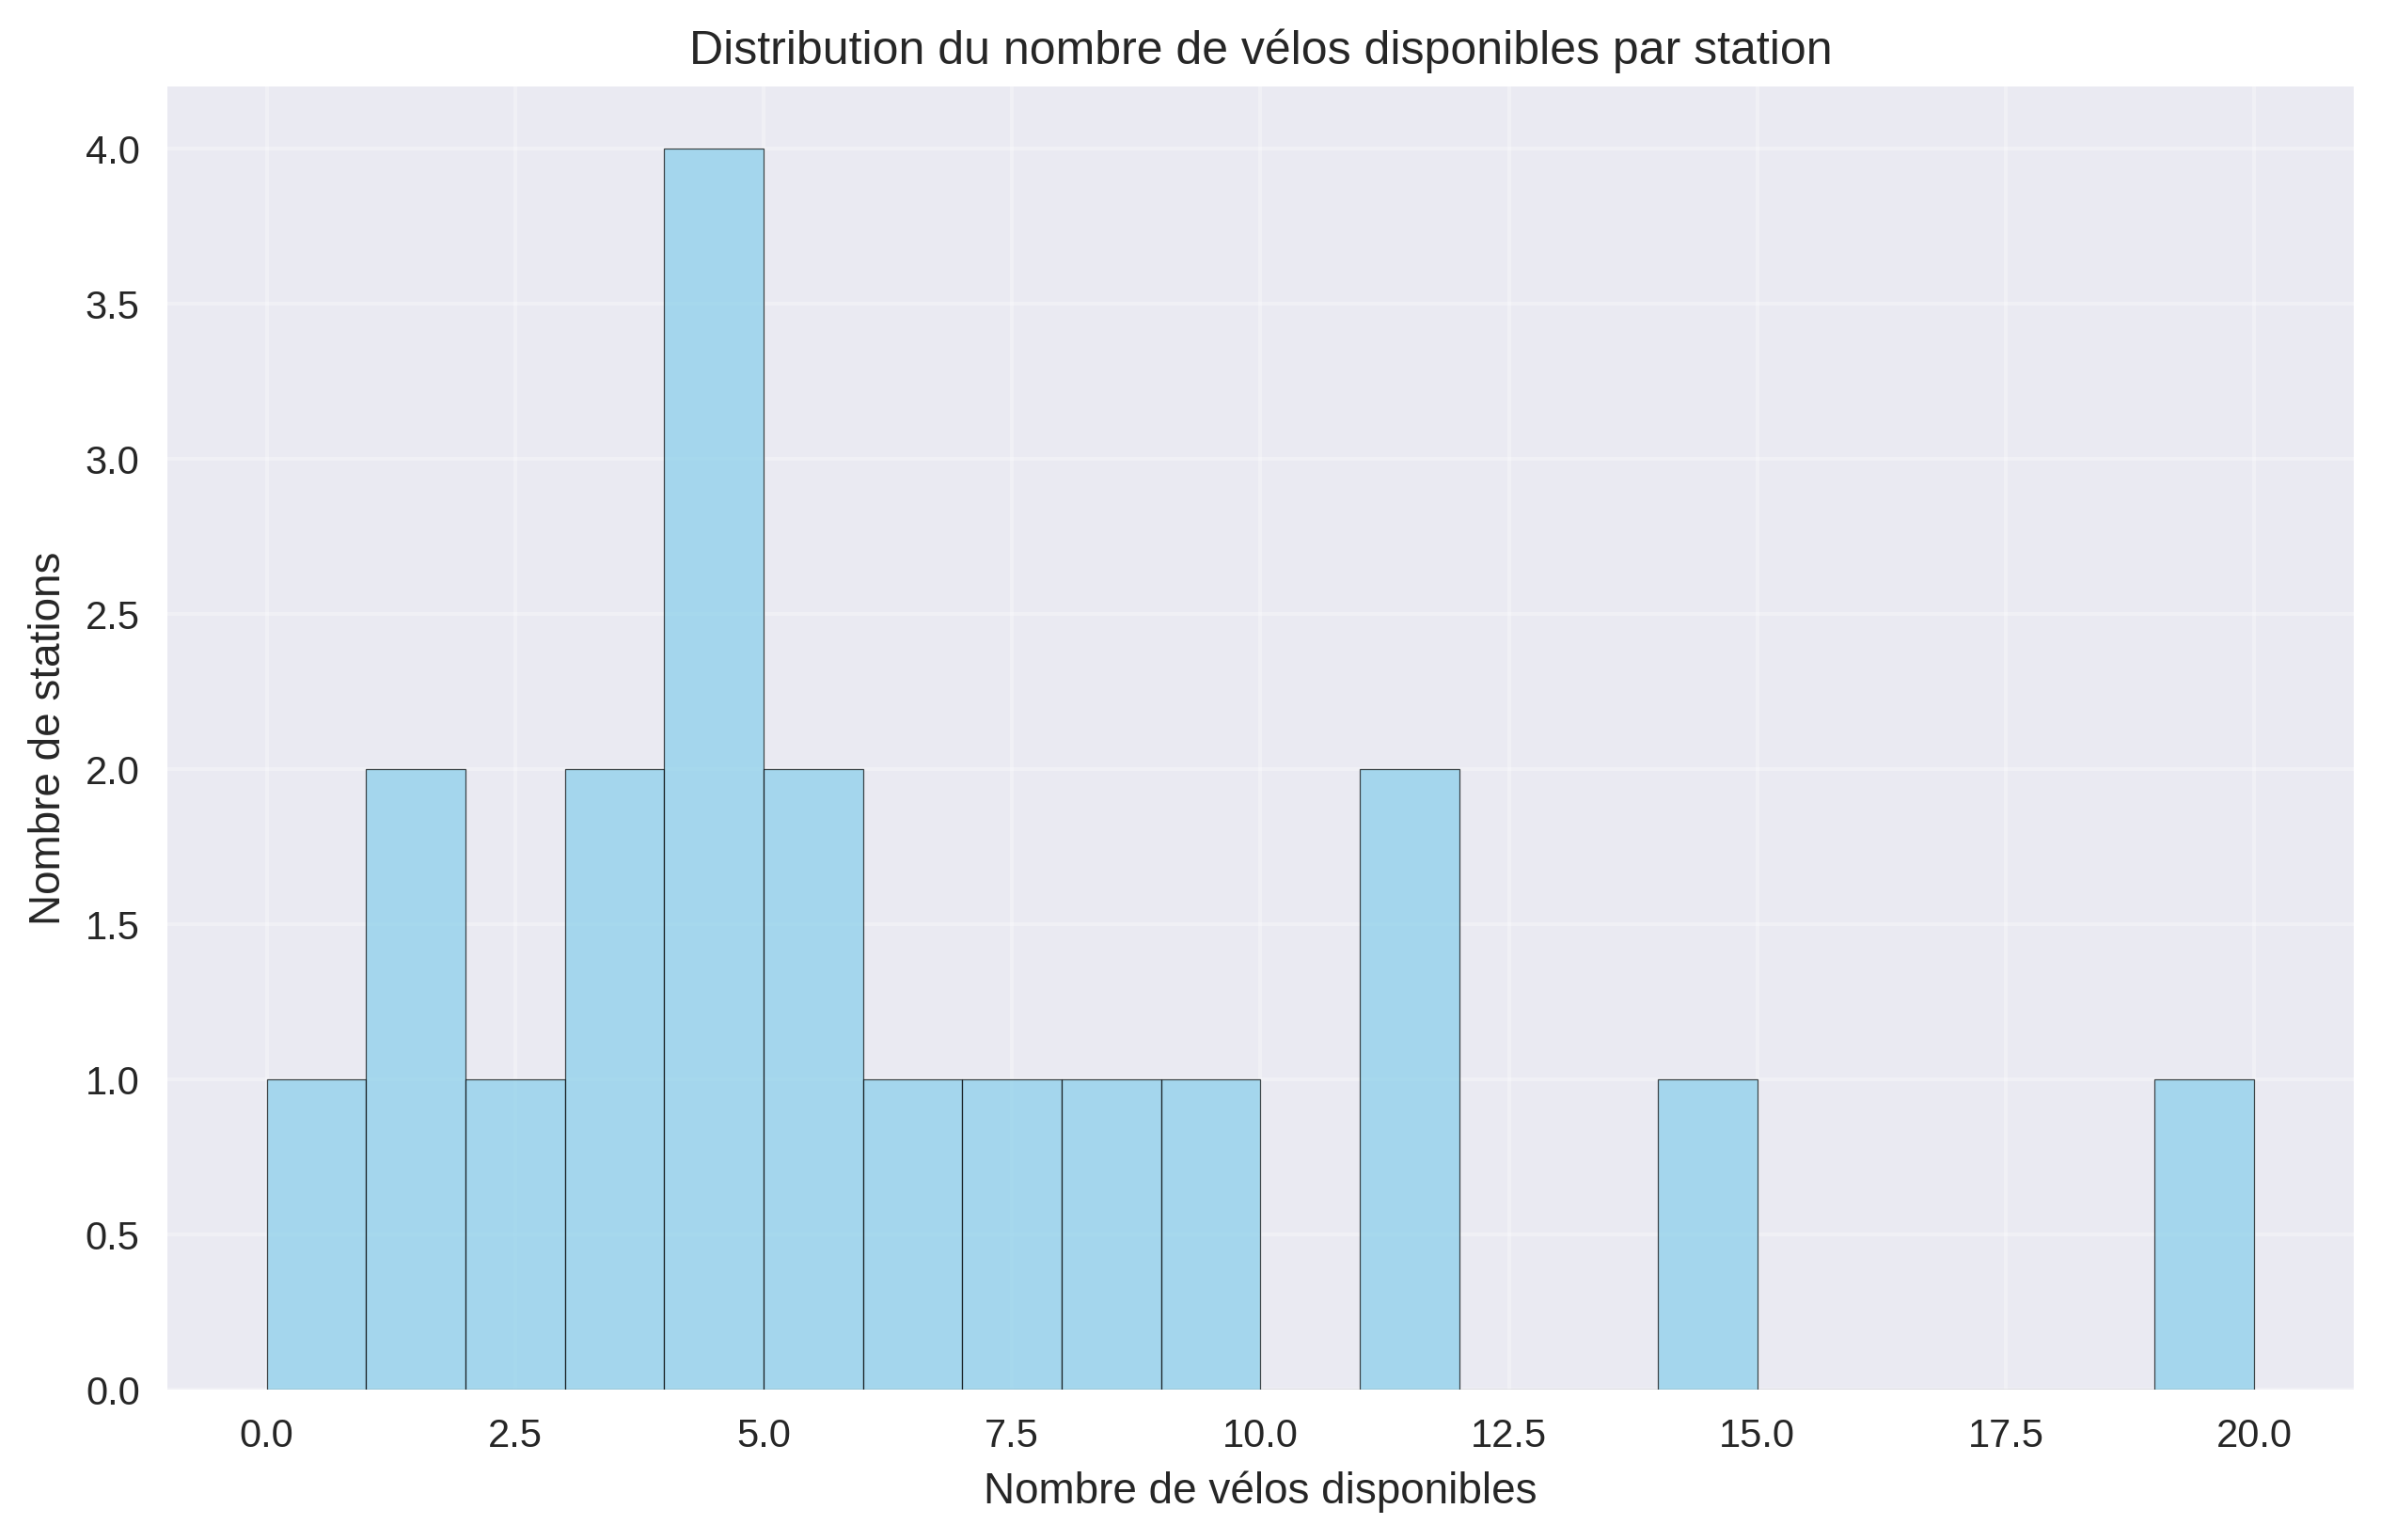 Distribution du nombre de vélos disponibles par station
Nombre de stations
4.0
3.5
3.0
2.5
2.0
1.5
1.0
0.5
0.0
0.0 2.5 5.0 7.5 10.0 12.5 15.0 17.5 20.0
Nombre de vélos disponibles